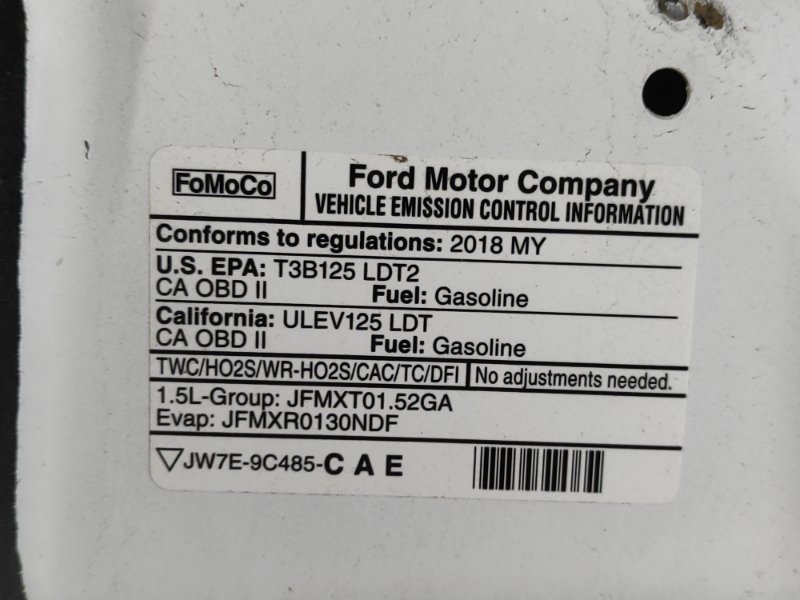 FoMoCo
Ford Motor Company
VEHICLE EMISSION CONTROL INFORMATION
Conforms to regulations: 2018 MY
U.S. EPA: T3B125 LDT2
CA OBD II Fuel: Gasoline
California: ULEV125 LDT
CA OBD II Fuel: Gasoline
TWC/HO2S/WR-HO2S/CAC/TC/DFI No adjustments needed.
1.5L-Group: JFMXT01.52GA
Evap: JFMXR0130NDF
JW7E-9C485-C A E